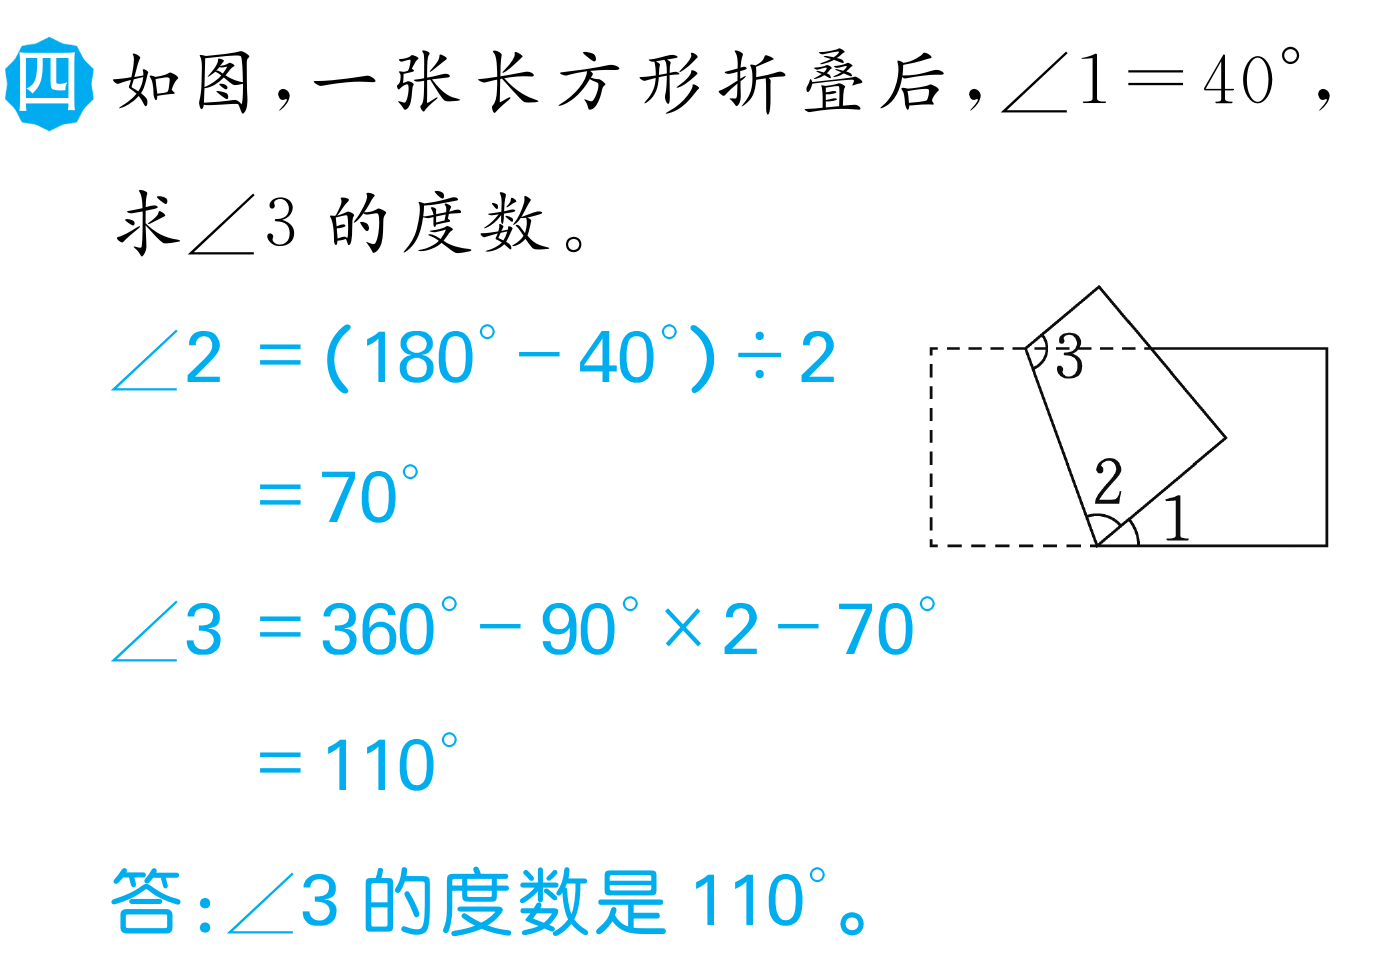 四 如图，一张长方形折叠后，∠1＝40°，
求∠3 的度数。
∠2 ＝(180°－40°)÷2
＝70°
∠3 ＝360°－90°×2－70°
＝110°
答：∠3 的度数是 110°。
3
2
1